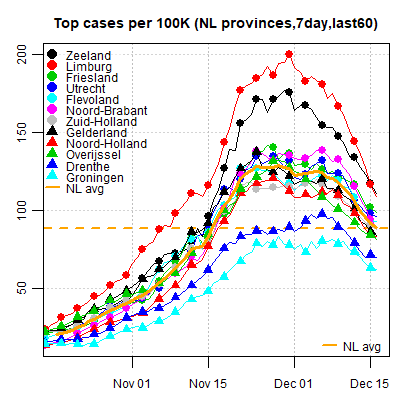 Top cases per 100K (NL provinces,7day,last60)
200
150
100
50
Zeeland
Limburg
Friesland
Utrecht
Flevoland
Noord-Brabant
Zuid-Holland
Gelderland
Noord-Holland
Overijssel
Drenthe
Groningen
NL avg
NL avg
Nov 01
Nov 15
Dec 01
Dec 15